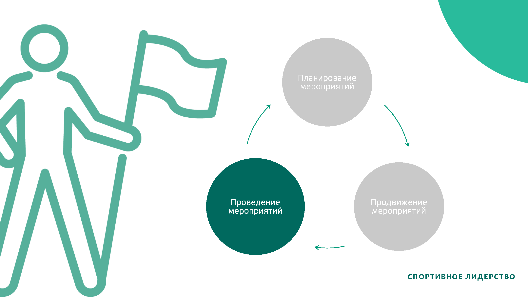 Планирование
мероприятий
Проведение
мероприятий
Продвижение
мероприятий
СПОРТИВНОЕ ЛИДЕРСТВО